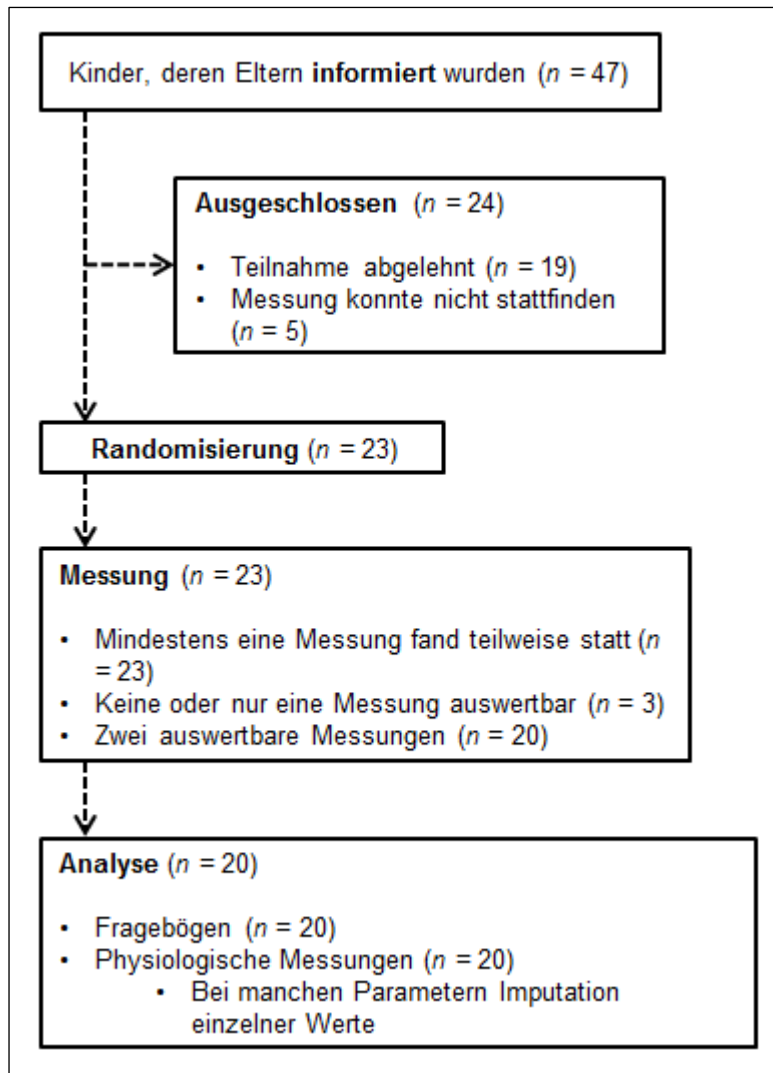 Kinder, deren Eltern informiert wurden (n = 47)
Ausgeschlossen (n = 24)
• Teilnahme abgelehnt (n = 19)
• Messung konnte nicht stattfinden
(n = 5)
Randomisierung (n = 23)
Messung (n = 23)
• Mindestens eine Messung fand teilweise statt (n
= 23)
• Keine oder nur eine Messung auswertbar (n = 3)
• Zwei auswertbare Messungen (n = 20)
Analyse (n = 20)
• Fragebögen (n = 20)
• Physiologische Messungen (n = 20)
• Bei manchen Parametern Imputation
einzelner Werte